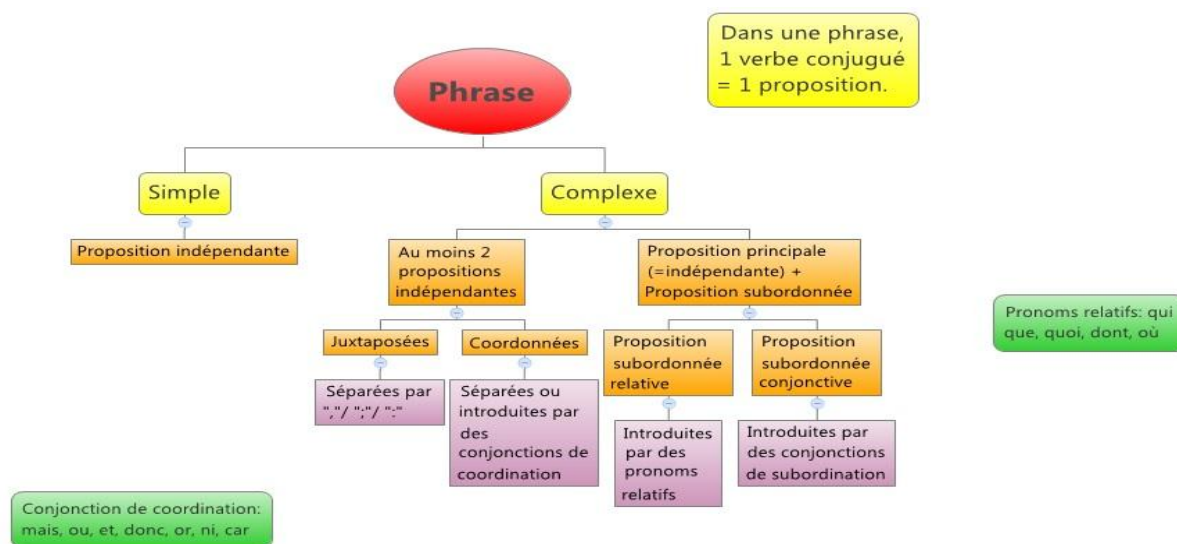 Dans une phrase,
1 verbe conjugué
= 1 proposition.
Phrase
Simple
Complexe
Proposition indépendante
Au moins 2
propositions
indépendantes
Proposition principale
(=indépendante) +
Proposition subordonnée
Pronoms relatifs: qui
que, quoi, dont, où
Juxtaposées
Coordonnées
Proposition
subordonnée
relative
Proposition
subordonnée
conjonctive
Séparées par
","/ ";"/ ":"
Séparées ou
introduites par
des
conjonctions de
coordination
Introduites
par des
pronoms
relatifs
Introduites par
des conjonctions
de subordination
Conjonction de coordination:
mais, ou, et, donc, or, ni, car